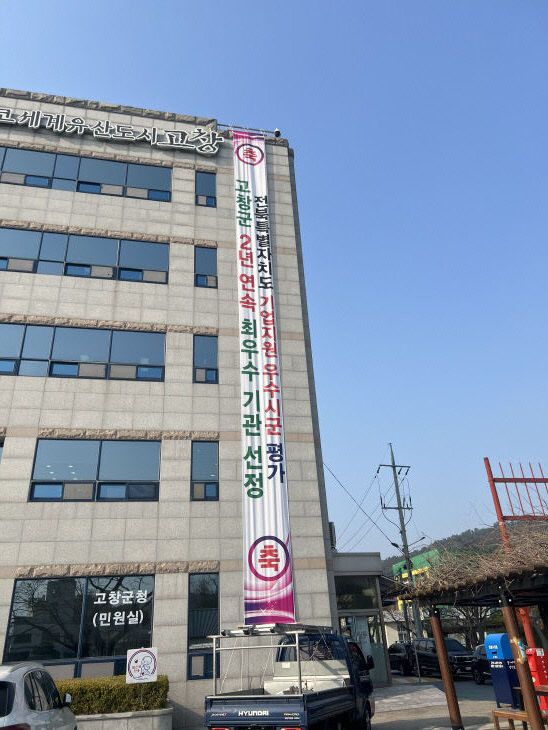 코세계유산도시 고창
축
전북특별자치도 기업지원 우수시군 평가
고창군 2년 연속 최우수 기관 선정
축
고창군청
(민원실)
HYUNDAI